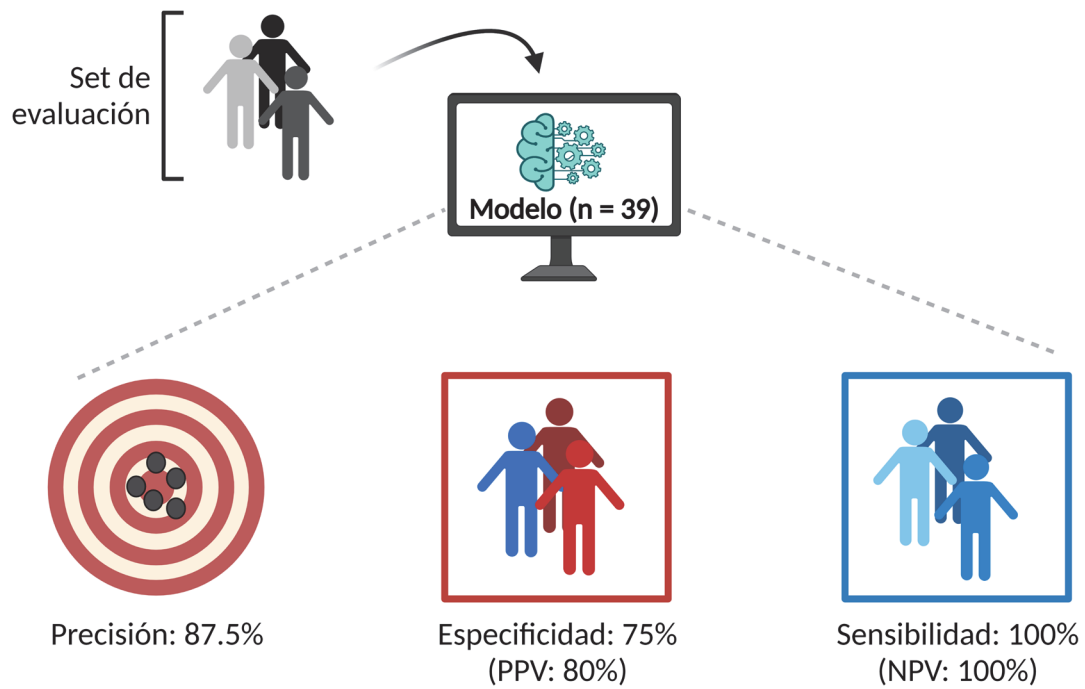 Set de
evaluación
Modelo (n = 39)
Precisión: 87.5%
Especificidad: 75%
(PPV: 80%)
Sensibilidad: 100%
(NPV: 100%)